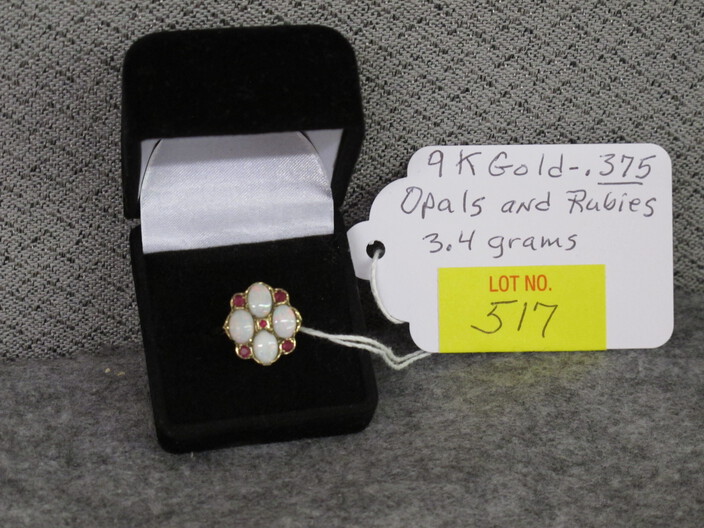 9K Gold-.375
Opals and Rubies
3.4 grams
LOT NO.
517